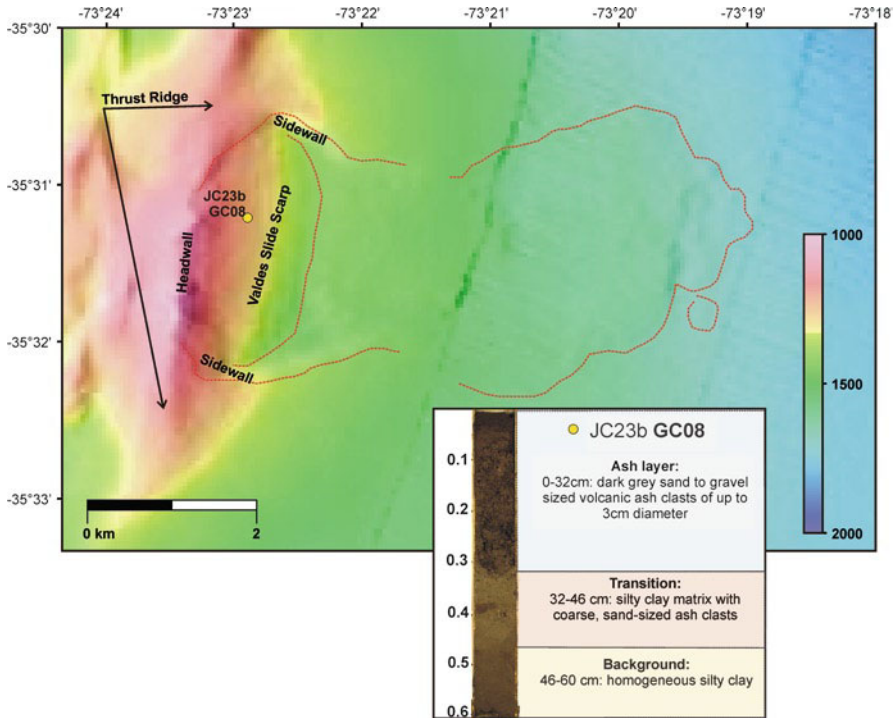 -73°24' -73°23' -73°22' -73°21' -73°20' -73°19' -73°18'
-35°30'
Thrust Ridge
Sidewall
-35°31'
JC23b
GC08
Headwall
Valdes Slide Scarp
1000
-35°32'
Sidewall
1500
-35°33'
0 km 2
2000
JC23b GC08
0.1
Ash layer:
0-32cm: dark grey sand to gravel
sized volcanic ash clasts of up to
3cm diameter
0.2
0.3
Transition:
32-46 cm: silty clay matrix with
coarse, sand-sized ash clasts
0.4
0.5
Background:
46-60 cm: homogeneous silty clay
0.6